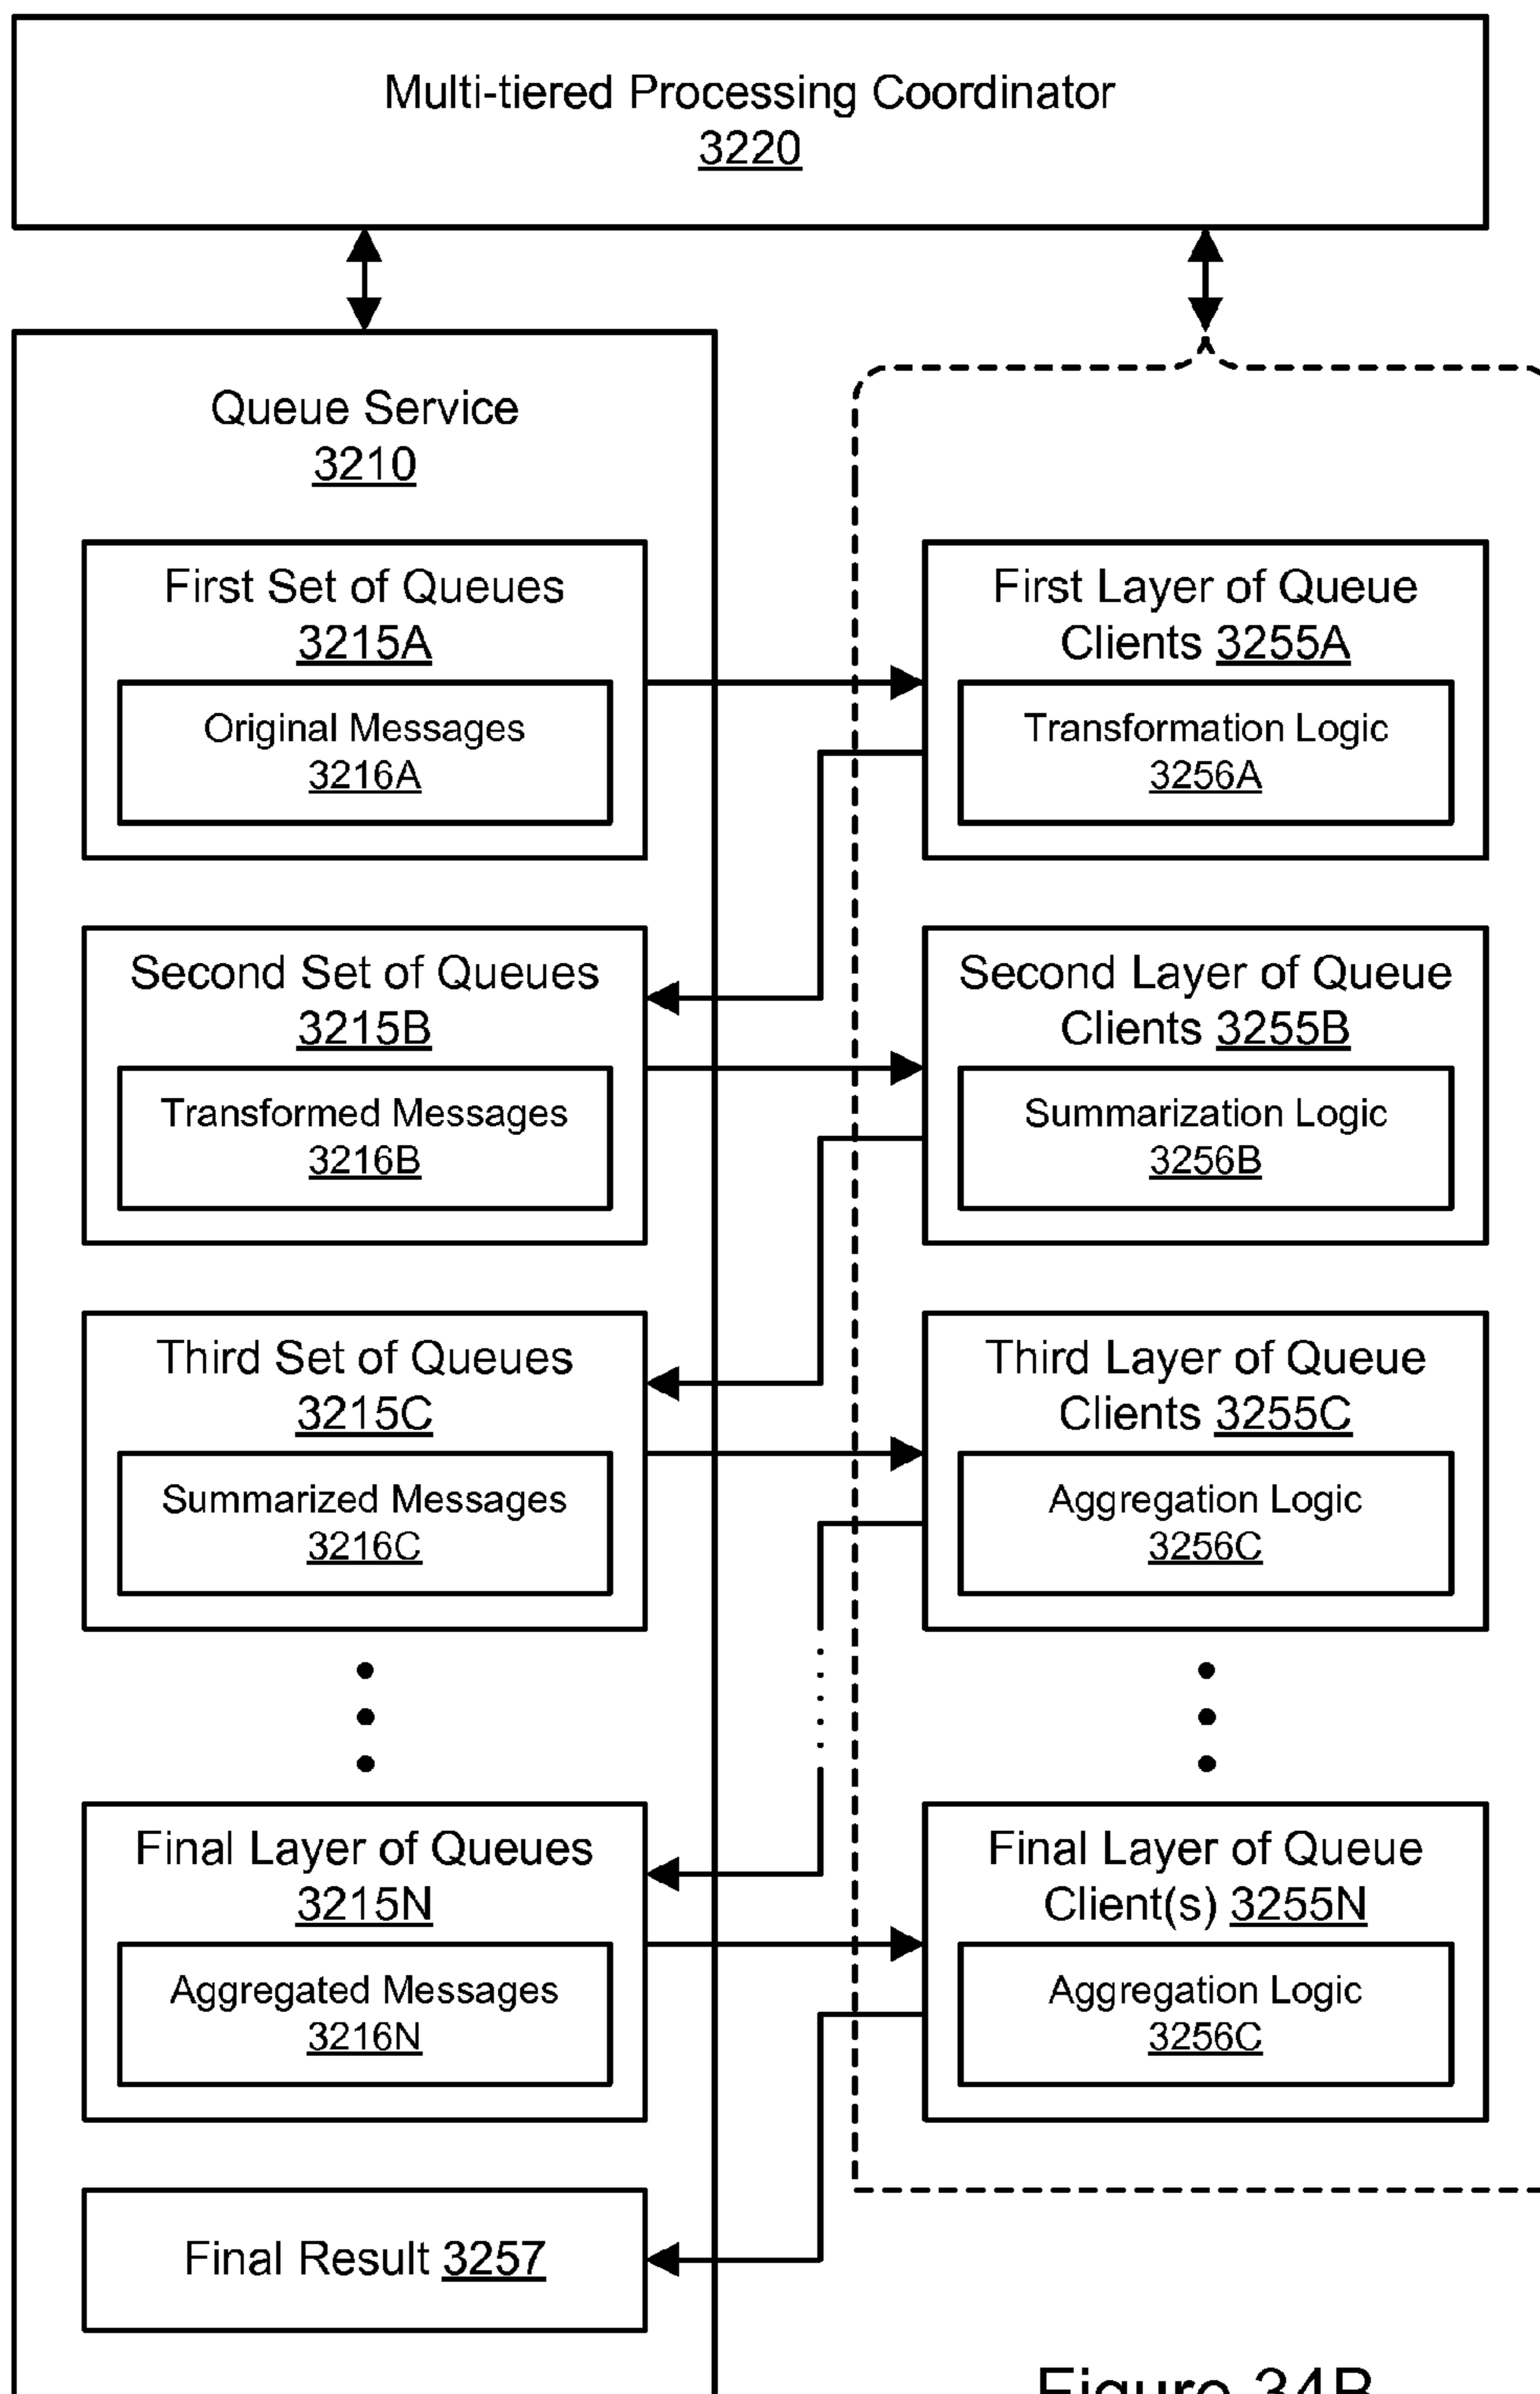 Multi-tiered Processing Coordinator
3220
Queue Service
3210
First Set of Queues
3215A
Original Messages
3216A
First Layer of Queue
Clients 3255A
Transformation Logic
3256A
Second Set of Queues
3215B
Transformed Messages
3216B
Second Layer of Queue
Clients 3255B
Summarization Logic
3256B
Third Set of Queues
3215C
Summarized Messages
3216C
Third Layer of Queue
Clients 3255C
Aggregation Logic
3256C
Final Layer of Queues
3215N
Aggregated Messages
3216N
Final Layer of Queue
Client(s) 3255N
Aggregation Logic
3256C
Final Result 3257
Figure 34B